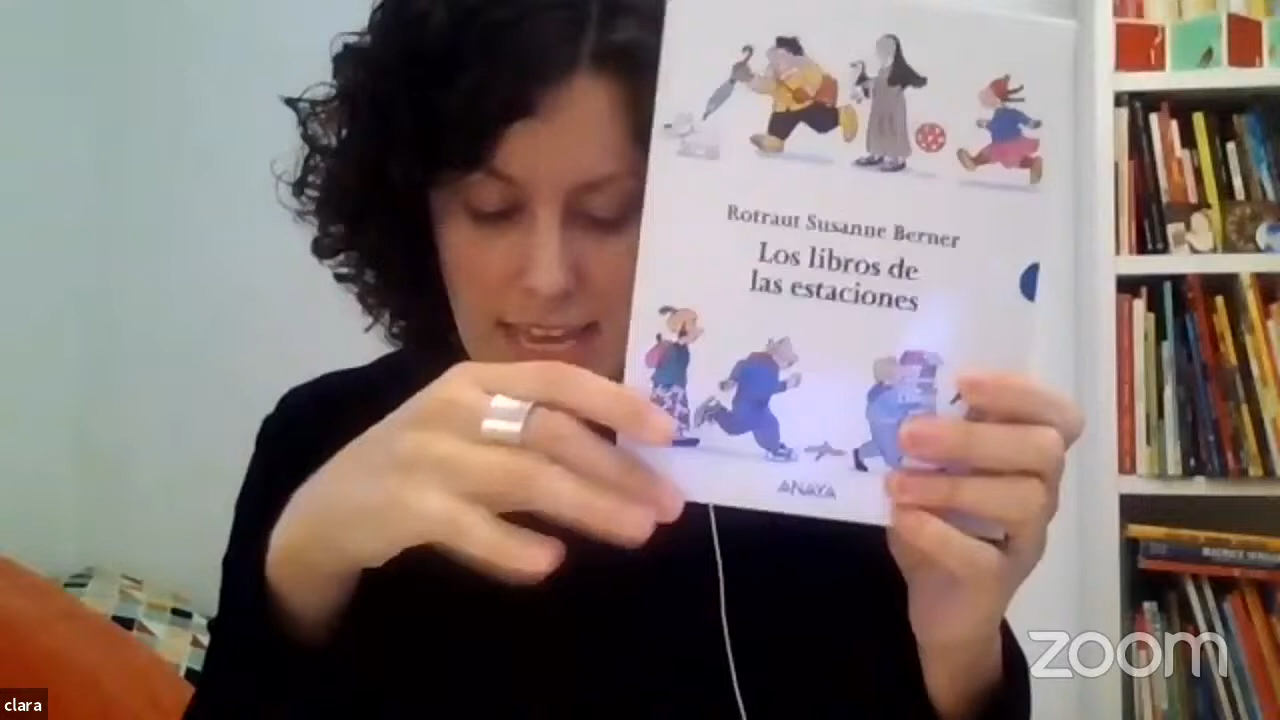 Rotraut Susanne Berner
Los libros de
las estaciones
ANAYA
zoom
clara